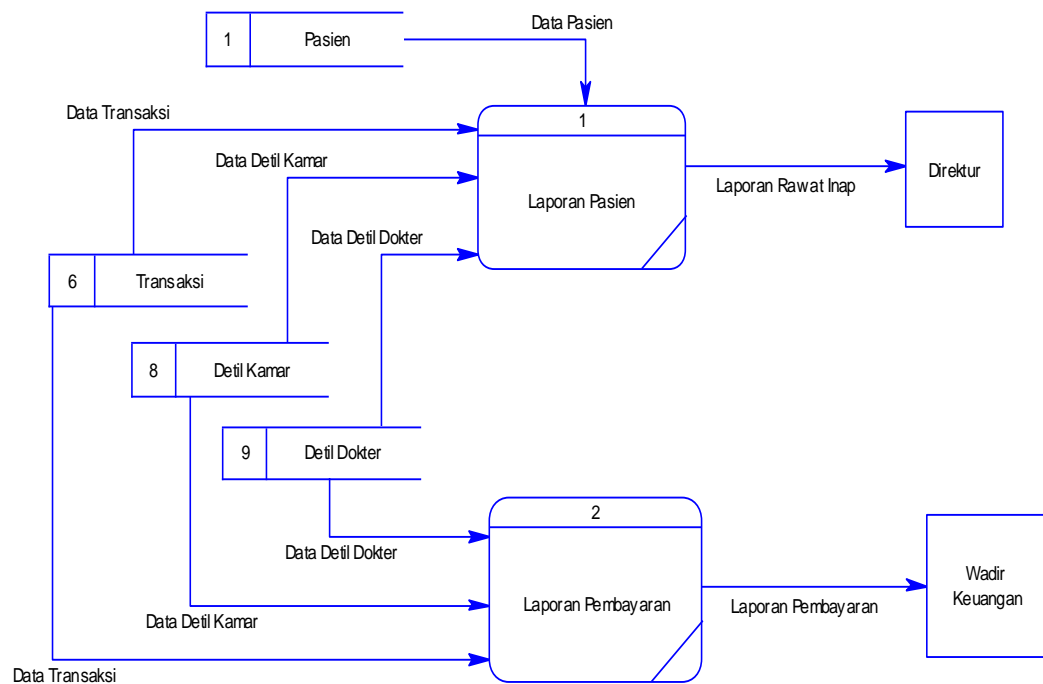 Data Pasien
1
Pasien
Data Transaksi
1
Data Detil Kamar
Laporan Pasien
Laporan Rawat Inap
Direktur
Data Detil Dokter
6
Transaksi
8
Detil Kamar
9
Detil Dokter
2
Data Detil Dokter
Laporan Pembayaran
Laporan Pembayaran
Wadir
Keuangan
Data Detil Kamar
Data Transaksi